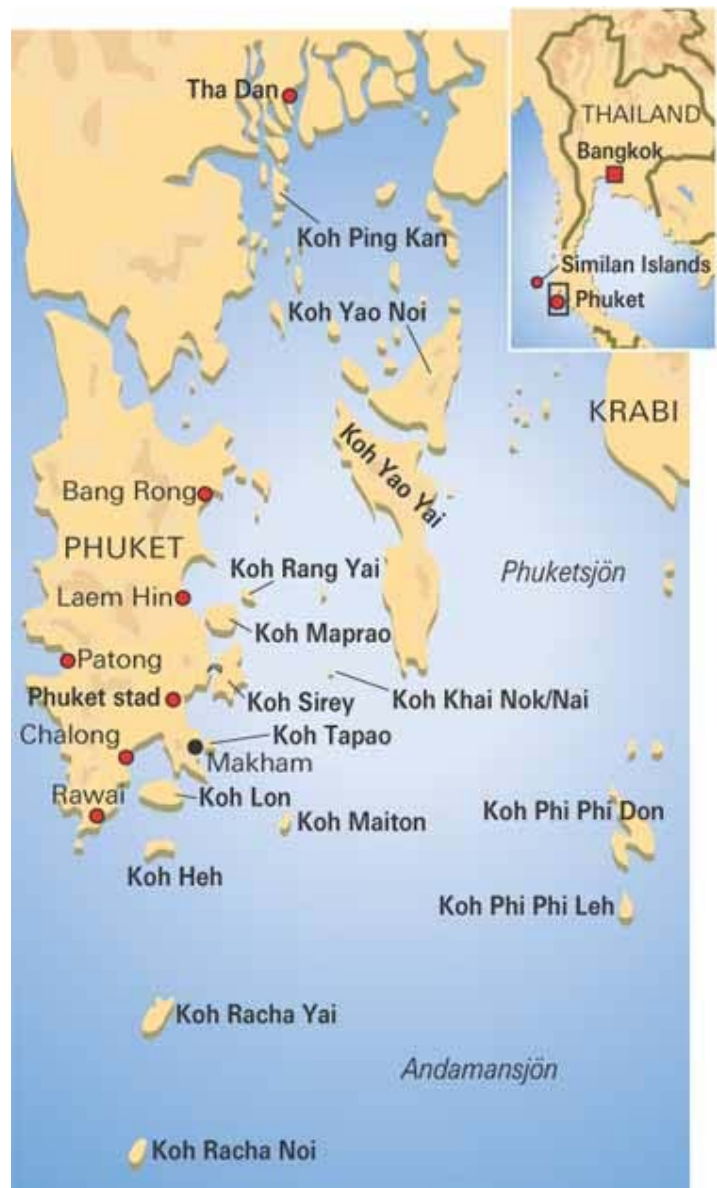 Tha Dan
THAILAND
Bangkok
Koh Ping Kan
Similan Islands
Phuket
Koh Yao Noi
KRABI
Koh Yao Yai
Bang Rong
PHUKET
Koh Rang Yai
Phuketsjön
Laem Hin
Koh Maprao
Patong
Phuket stad
Koh Sirey
Koh Khai Nok/Nai
Chalong
Koh Tapao
Makham
Rawai
Koh Lon
Koh Maiton
Koh Phi Phi Don
Koh Heh
Koh Phi Phi Leh
Koh Racha Yai
Andamansjön
Koh Racha Noi